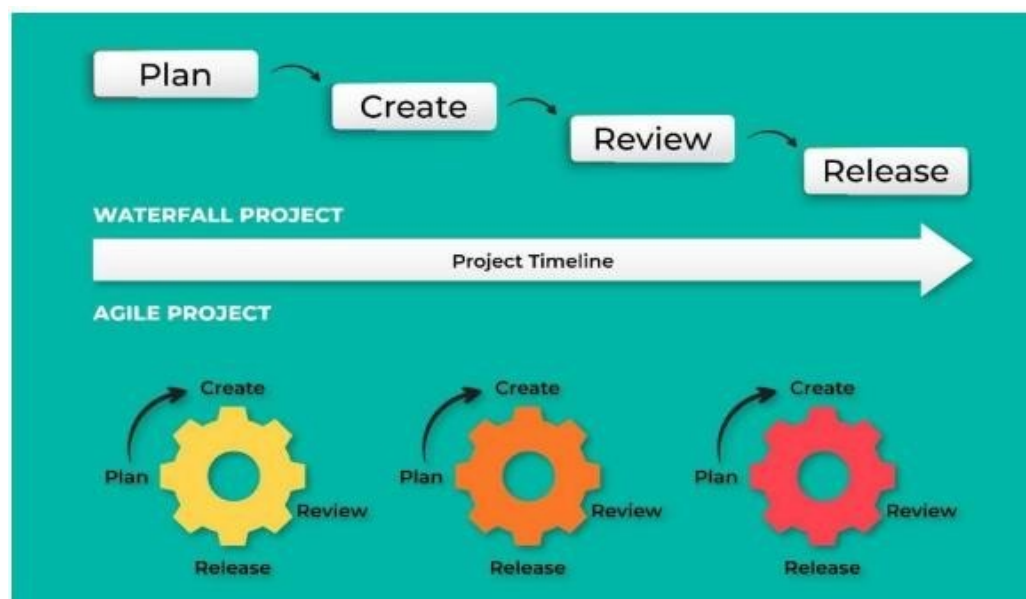 Plan
Create
Review
Release
WATERFALL PROJECT
Project Timeline
AGILE PROJECT
Create
Plan
Review
Release
Create
Plan
Review
Release
Create
Plan
Review
Release